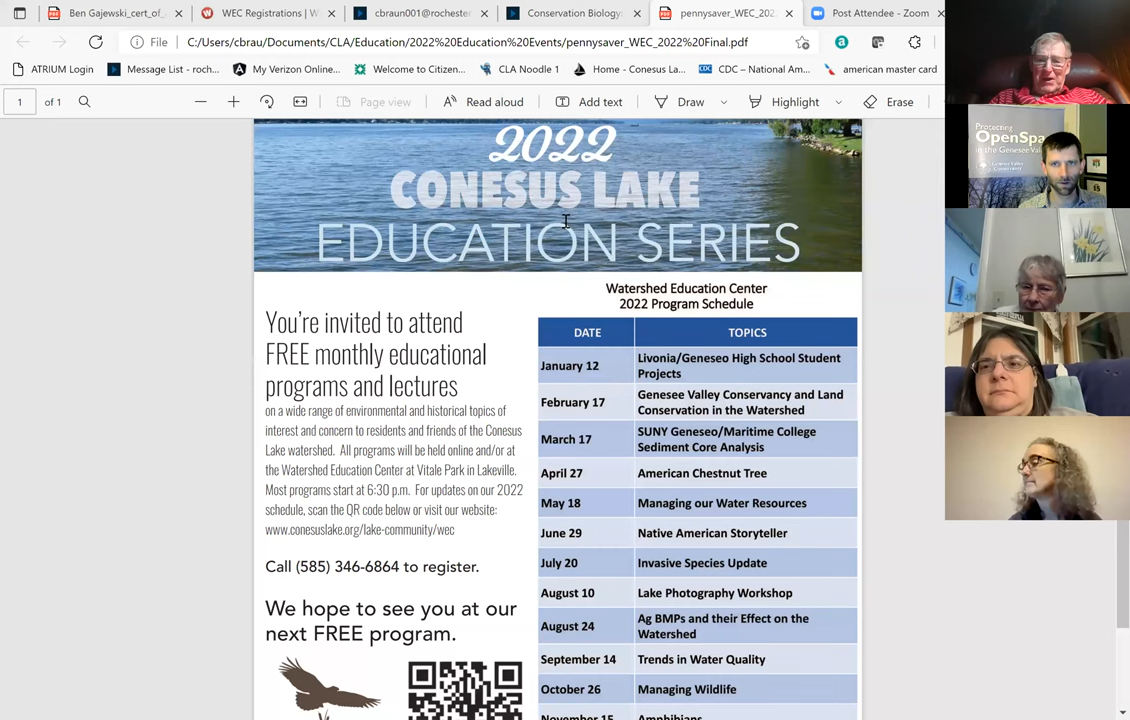 Ben Gajewski_cert_of_
WEC Registrations | W
cbraun001@rochester
Conservation Biology:
pennysaver_WEC_202
Post Attendee - Zoom
File
C:/Users/cbrau/Documents/CLA/Education/2022%20Education%20Events/pennysaver_WEC_2022%20Final.pdf
ATRIUM Login
Message List - roch...
My Verizon Online...
Welcome to Citizen...
CLA Noodle 1
Home - Conesus La...
CDC – National Am...
american master card
1 of 1
Page view
Read aloud
Add text
Draw
Highlight
Erase
2022
CONESUS LAKE
EDUCATION SERIES
You're invited to attend
FREE monthly educational
programs and lectures
on a wide range of environmental and historical topics of
interest and concern to residents and friends of the Conesus
Lake watershed. All programs will be held online and/or at
the Watershed Education Center at Vitale Park in Lakeville.
Most programs start at 6:30 p.m. For updates on our 2022
schedule, scan the QR code below or visit our website:
www.conesuslake.org/lake-community/wec
Call (585) 346-6864 to register.
We hope to see you at our
next FREE program.
Watershed Education Center
2022 Program Schedule
DATE TOPICS
January 12 Livonia/Geneseo High School Student
Projects
February 17 Genesee Valley Conservancy and Land
Conservation in the Watershed
March 17 SUNY Geneseo/Maritime College
Sediment Core Analysis
April 27 American Chestnut Tree
May 18 Managing our Water Resources
June 29 Native American Storyteller
July 20 Invasive Species Update
August 10 Lake Photography Workshop
August 24 Ag BMPs and their Effect on the
Watershed
September 14 Trends in Water Quality
October 26 Managing Wildlife
November 15 Amphibians
Protecting
OpenSpa
in the Genesee Val